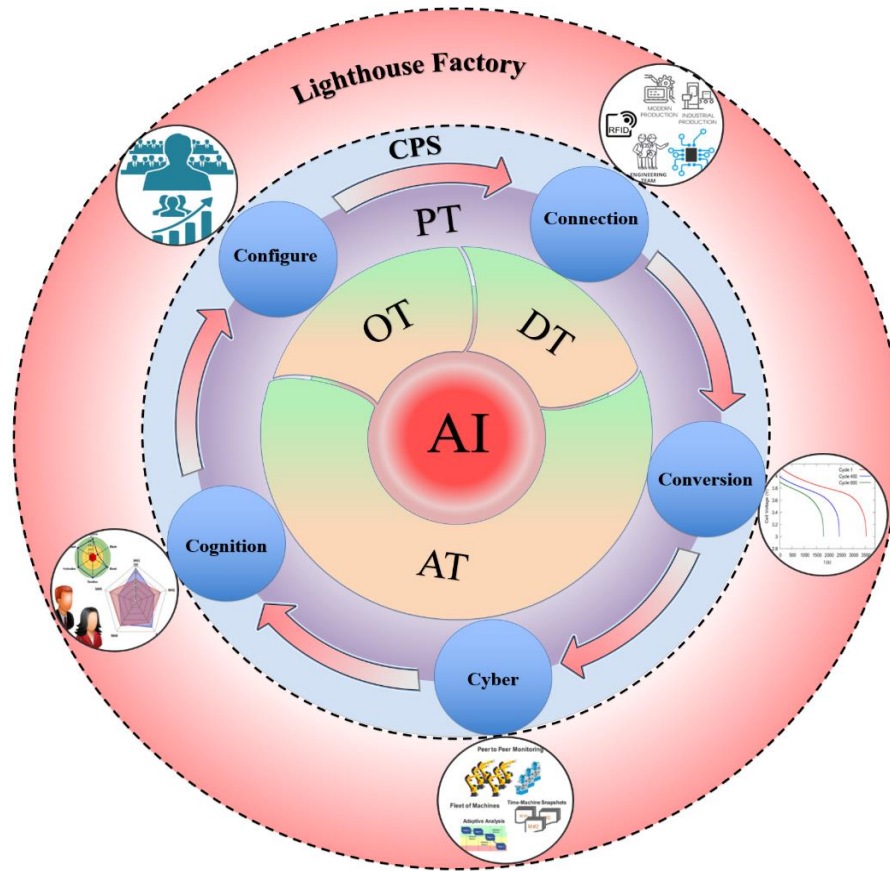 Lighthouse Factory
CPS
MODERN
PRODUCTION
INDUSTRIAL
PRODUCTION
RFID
ENGINEERING
TEAM
Connection
PT
Configure
OT
DT
AI
Conversion
Cycle 1
AT
Cognition
Cyber
Peer to Peer Monitoring
Fleet of Machines
Time-Machine Snapshots
Adaptive Analysis